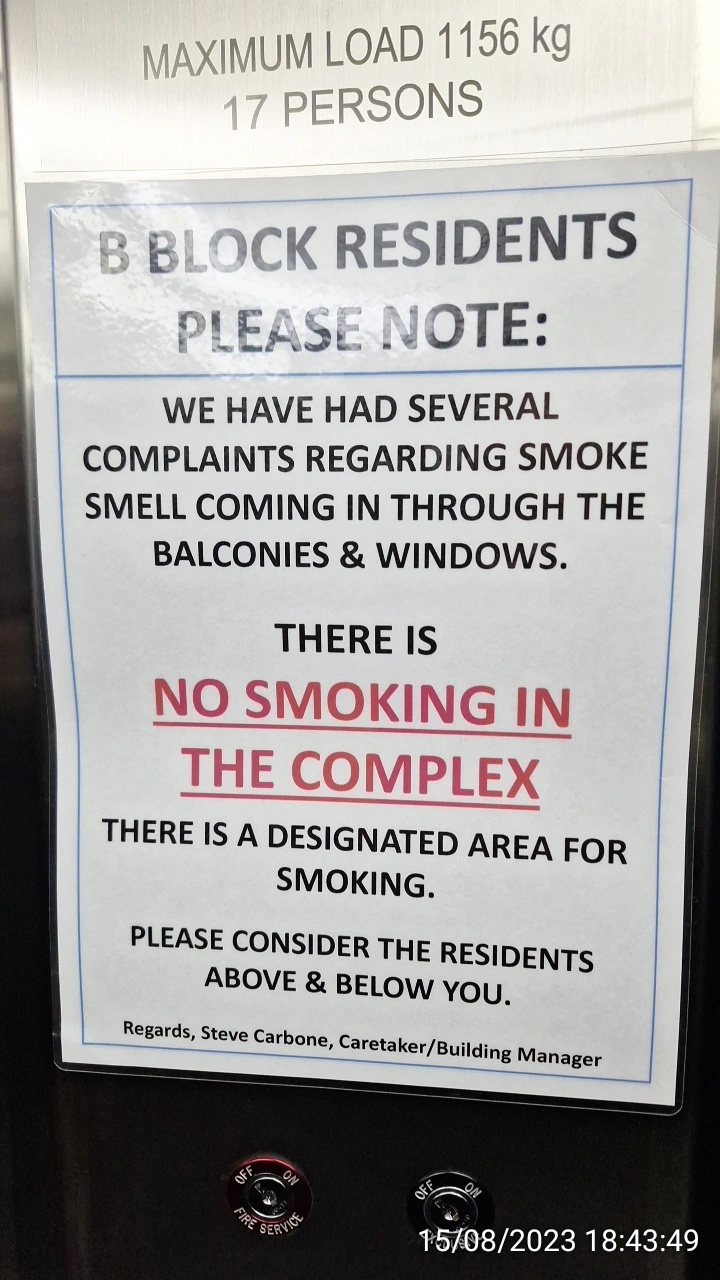 MAXIMUM LOAD 1156 kg
17 PERSONS
B BLOCK RESIDENTS
PLEASE NOTE:
WE HAVE HAD SEVERAL
COMPLAINTS REGARDING SMOKE
SMELL COMING IN THROUGH THE
BALCONIES & WINDOWS.
THERE IS
NO SMOKING IN
THE COMPLEX
THERE IS A DESIGNATED AREA FOR
SMOKING.
PLEASE CONSIDER THE RESIDENTS
ABOVE & BELOW YOU.
Regards, Steve Carbone, Caretaker/Building Manager
OFF ON
FIRE SERVICE
OFF ON
15/08/2023 18:43:49